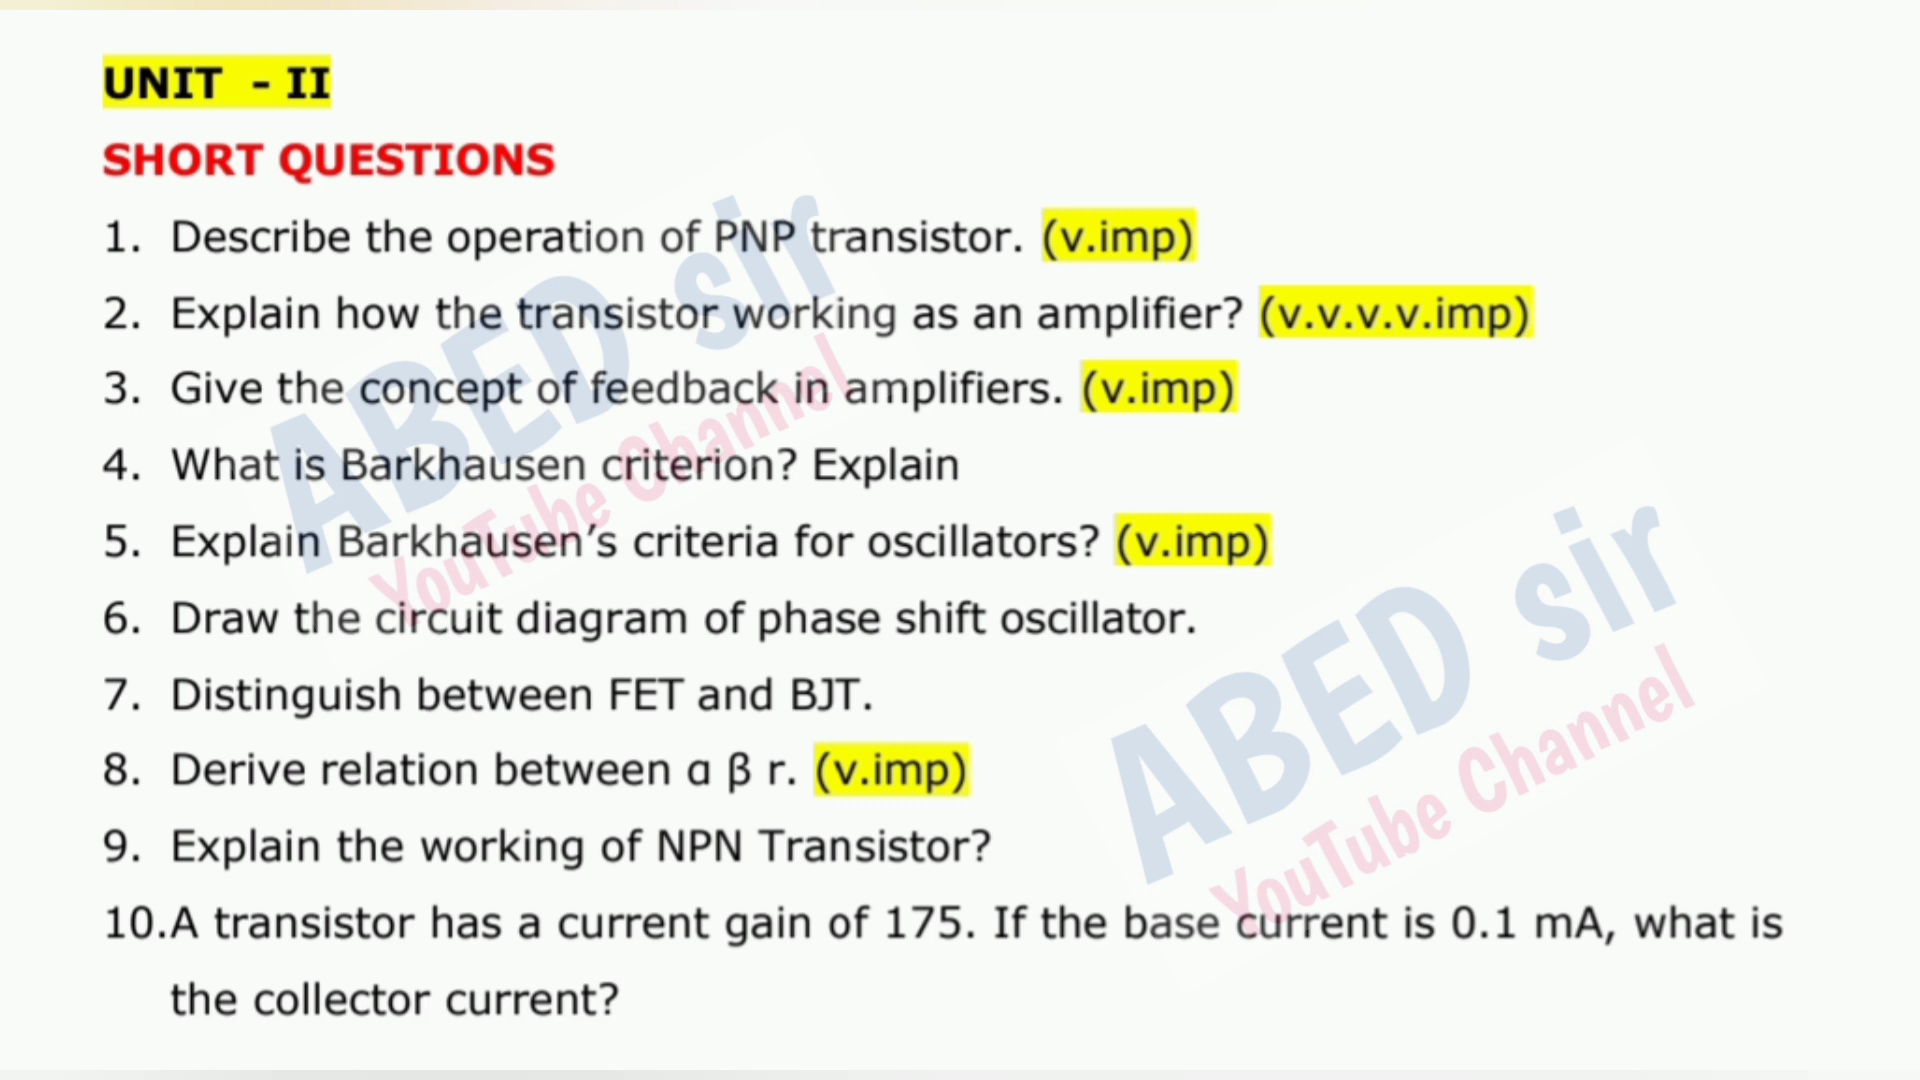 UNIT - II
SHORT QUESTIONS
1. Describe the operation of PNP transistor. (v.imp)
2. Explain how the transistor working as an amplifier? (v.v.v.v.imp)
3. Give the concept of feedback in amplifiers. (v.imp)
4. What is Barkhausen criterion? Explain
5. Explain Barkhausen’s criteria for oscillators? (v.imp)
6. Draw the circuit diagram of phase shift oscillator.
7. Distinguish between FET and BJT.
8. Derive relation between α β r. (v.imp)
9. Explain the working of NPN Transistor?
10.A transistor has a current gain of 175. If the base current is 0.1 mA, what is
the collector current?
ABED sir
YouTube Channel
ABED sir
YouTube Channel